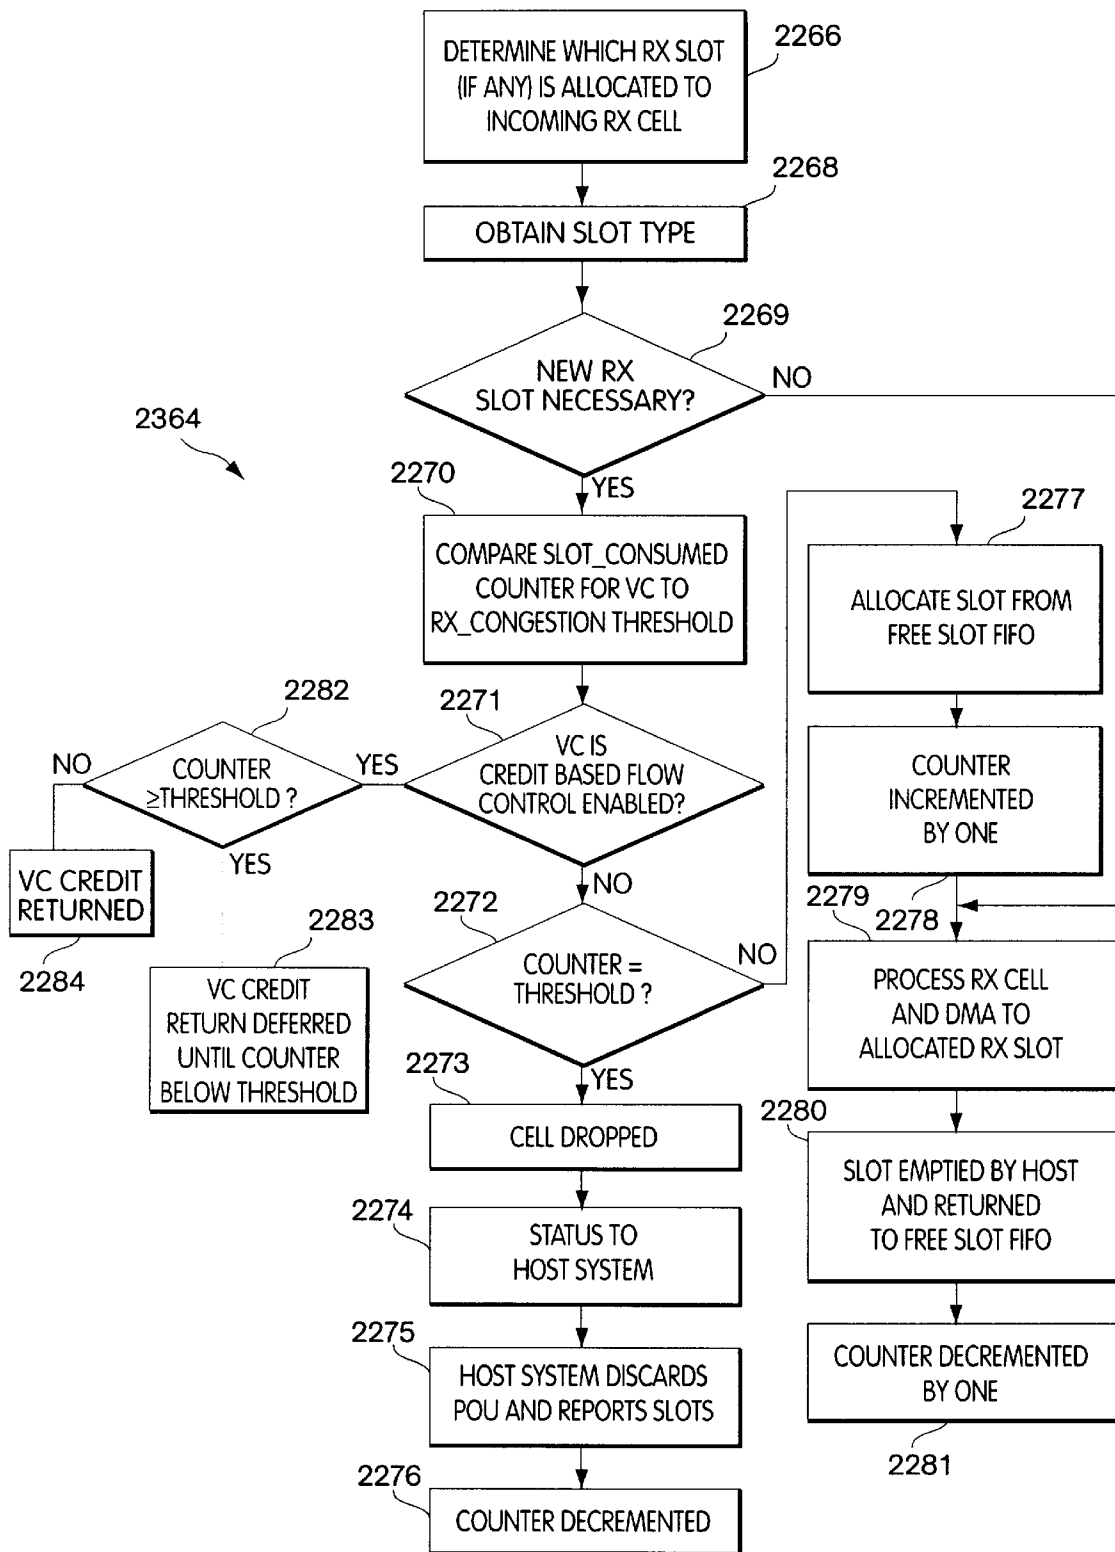 DETERMINE WHICH RX SLOT
(IF ANY) IS ALLOCATED TO
INCOMING RX CELL
2266
2268
OBTAIN SLOT TYPE
2269
NEW RX
SLOT NECESSARY?
NO
YES
2364
2270
COMPARE SLOT_CONSUMED
COUNTER FOR VC TO
RX_CONGESTION THRESHOLD
2277
ALLOCATE SLOT FROM
FREE SLOT FIFO
2271
VC IS
CREDIT BASED FLOW
CONTROL ENABLED?
YES
NO
2282
COUNTER
≥THRESHOLD ?
NO
YES
VC CREDIT
RETURNED
2284
2283
VC CREDIT
RETURN DEFERRED
UNTIL COUNTER
BELOW THRESHOLD
COUNTER
INCREMENTED
BY ONE
2278
2272
COUNTER =
THRESHOLD ?
NO
YES
2279
PROCESS RX CELL
AND DMA TO
ALLOCATED RX SLOT
2273
CELL DROPPED
2280
SLOT EMPTIED BY HOST
AND RETURNED
TO FREE SLOT FIFO
2274
STATUS TO
HOST SYSTEM
2275
HOST SYSTEM DISCARDS
POU AND REPORTS SLOTS
COUNTER DECREMENTED
BY ONE
2281
2276
COUNTER DECREMENTED